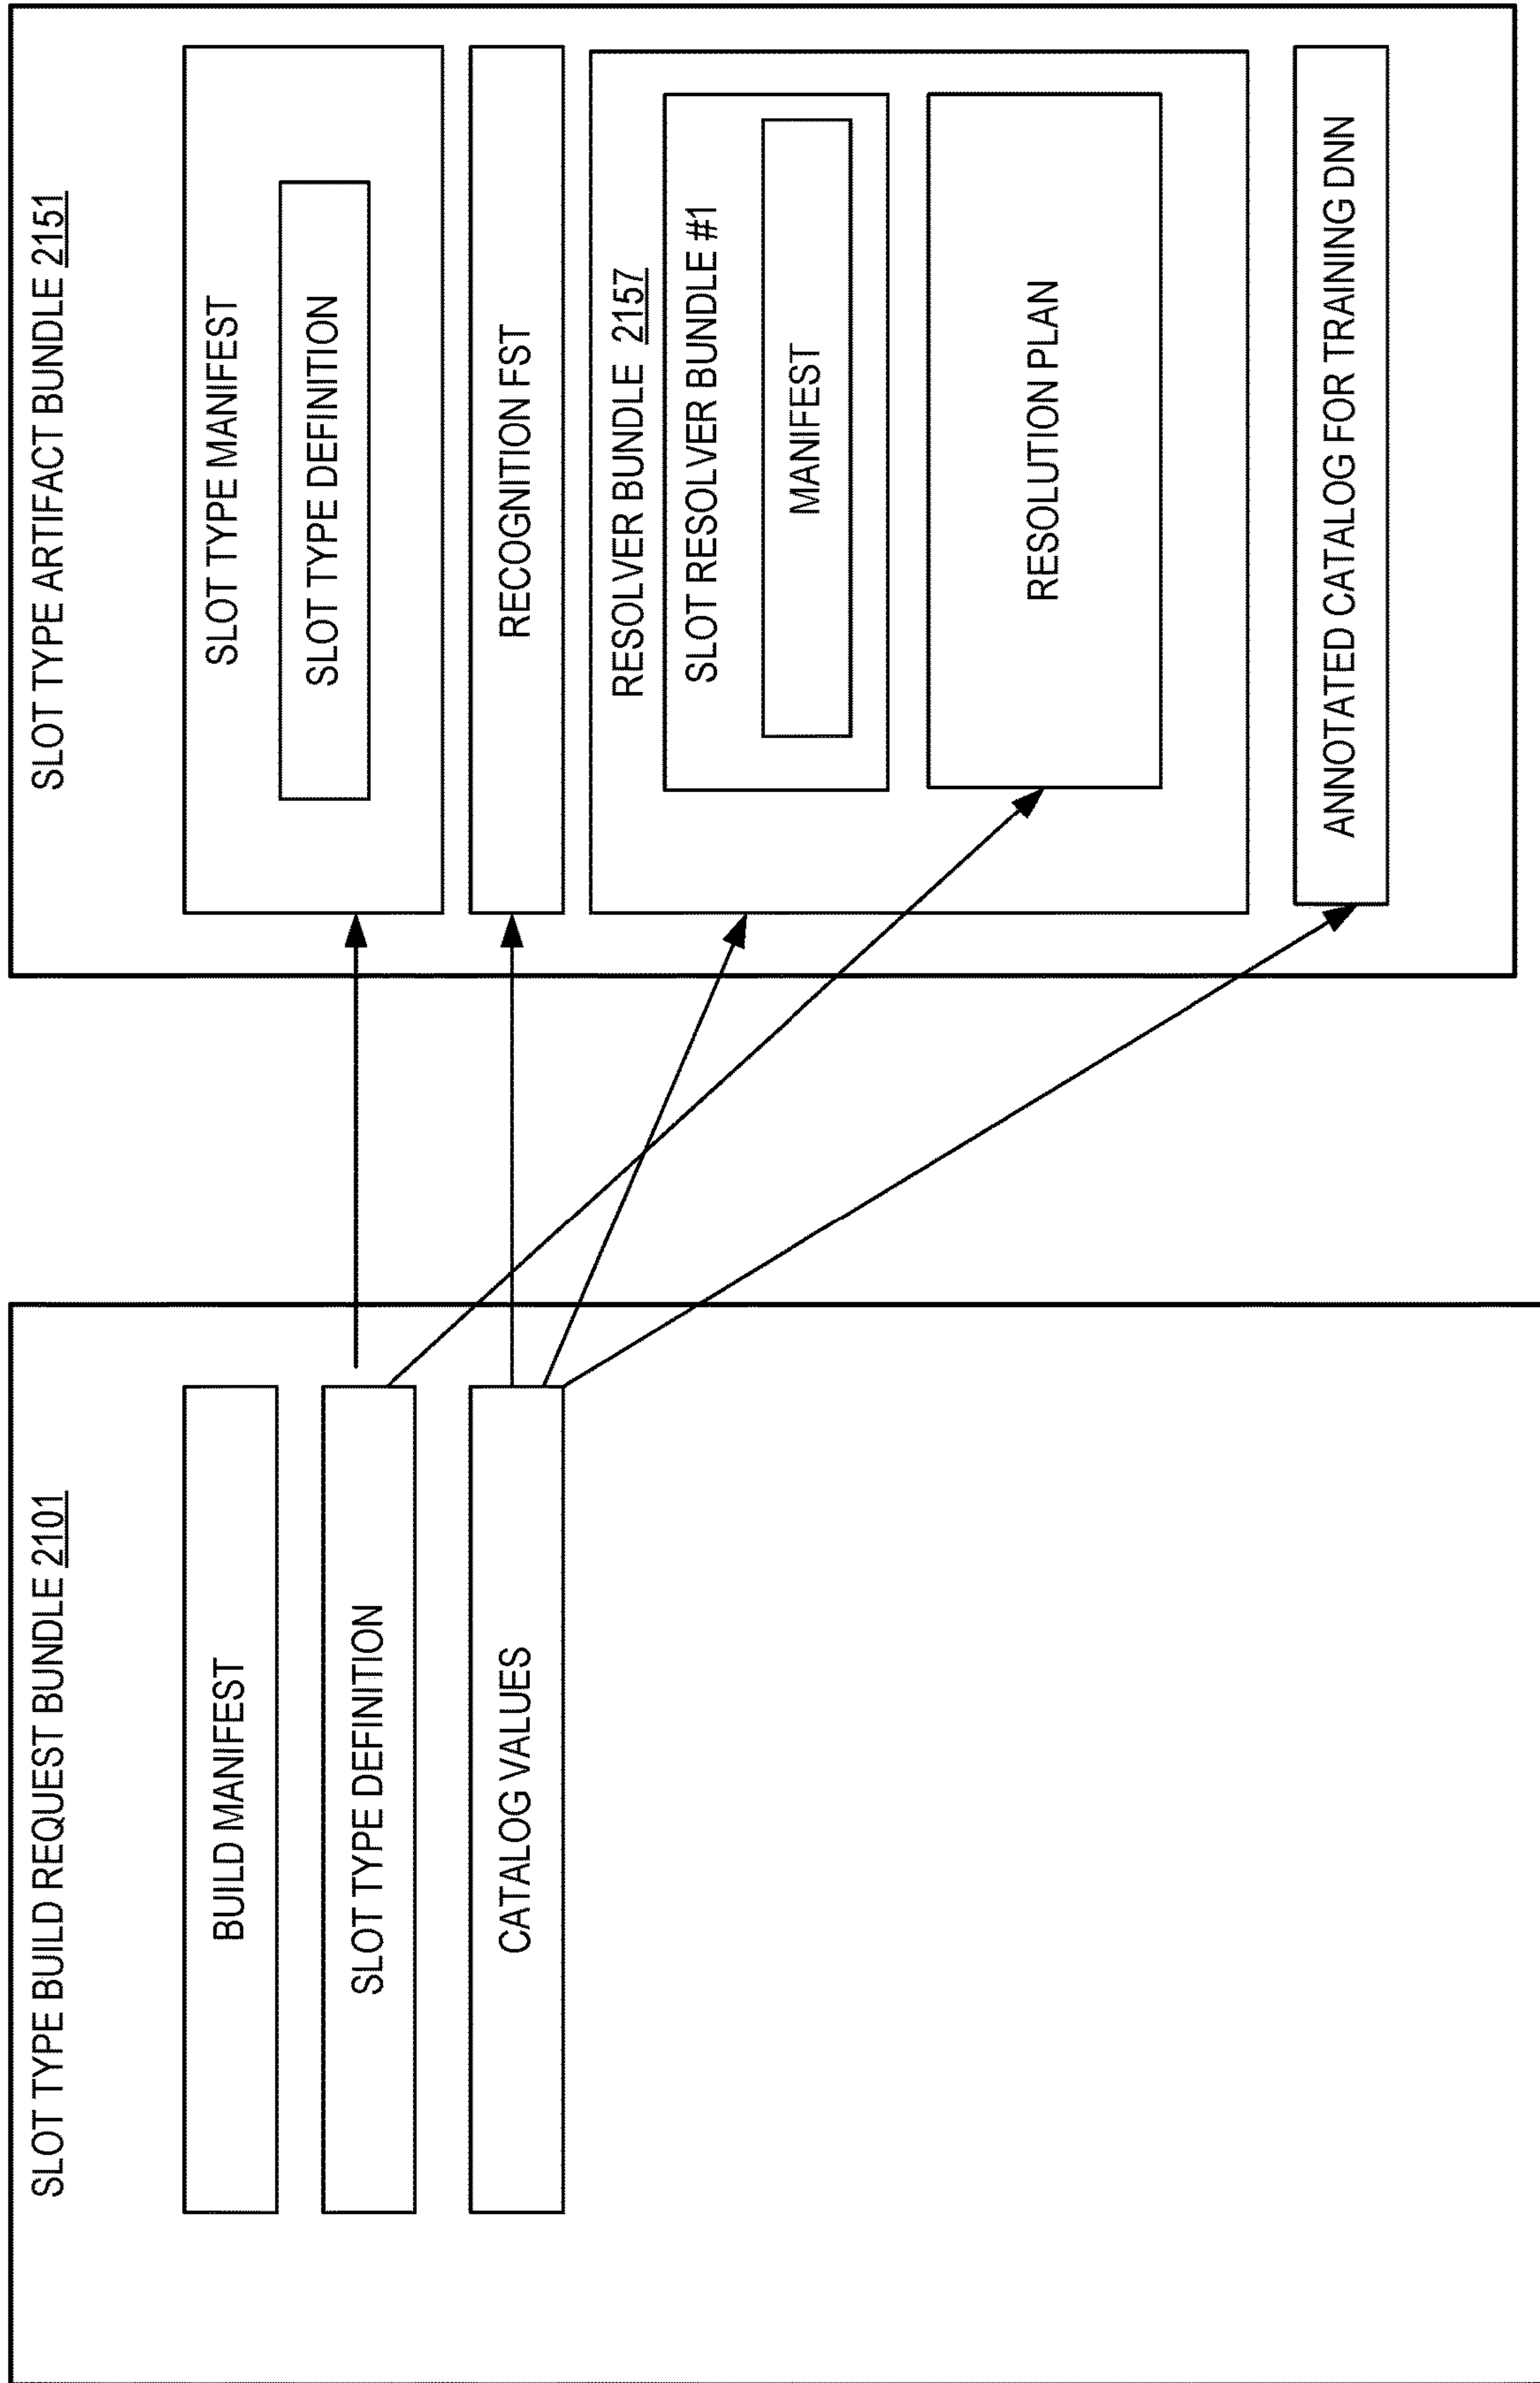 SLOT TYPE BUILD REQUEST BUNDLE 2101
BUILD MANIFEST
SLOT TYPE DEFINITION
CATALOG VALUES
SLOT TYPE ARTIFACT BUNDLE 2151
SLOT TYPE MANIFEST
SLOT TYPE DEFINITION
RECOGNITION FST
RESOLVER BUNDLE 2157
SLOT RESOLVER BUNDLE #1
MANIFEST
RESOLUTION PLAN
ANNOTATED CATALOG FOR TRAINING DNN